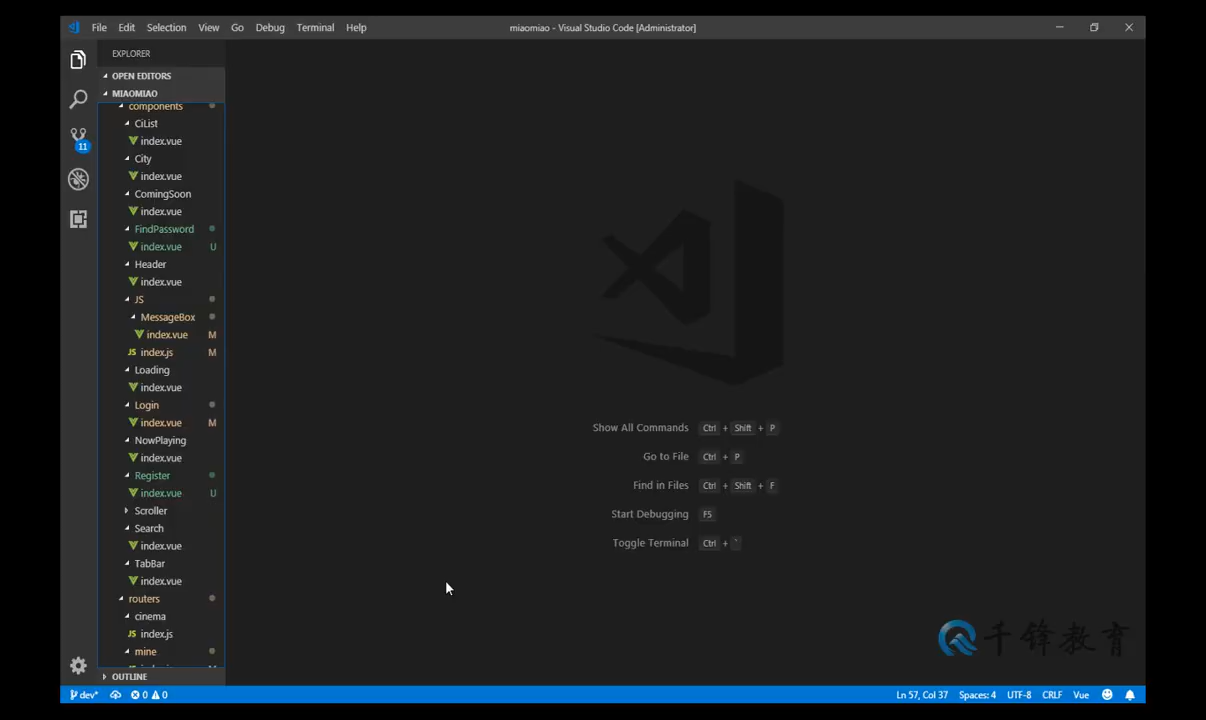 File Edit Selection View Go Debug Terminal Help
miaomiao - Visual Studio Code [Administrator]
EXPLORER
OPEN EDITORS
MIAOMIAO
components
CiList
index.vue
City
index.vue
ComingSoon
index.vue
FindPassword
index.vue U
Header
index.vue
JS
MessageBox
index.vue M
JS index.js M
Loading
index.vue
Login
index.vue M
NowPlaying
index.vue
Register
index.vue U
Scroller
Search
index.vue
TabBar
index.vue
routers
cinema
JS index.js
mine
OUTLINE
11
Show All Commands Ctrl + Shift + P
Go to File Ctrl + P
Find in Files Ctrl + Shift + F
Start Debugging F5
Toggle Terminal Ctrl + `
千锋教育
dev* 0 0
Ln 57, Col 37 Spaces: 4 UTF-8 CRLF Vue